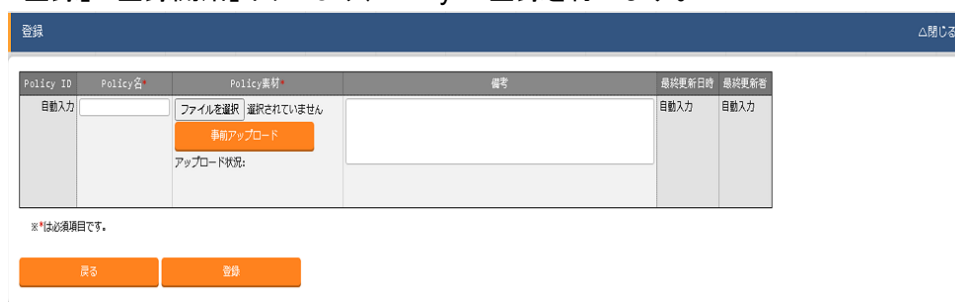 登録
△閉じる
Policy ID Policy名* Policy素材* 備考 最終更新日時 最終更新者
自動入力 ファイルを選択 選択されていません 自動入力 自動入力
事前アップロード
アップロード状況:
※*は必須項目です。
戻る 登録